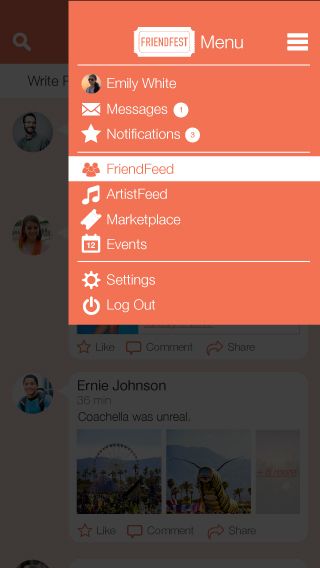 FRIENDFEST Menu
Emily White
Messages 1
Notifications 3
Write P
FriendFeed
ArtistFeed
Marketplace
12 Events
Settings
Log Out
Like Comment Share
Ernie Johnson
36 min
Coachella was unreal.
+ 8 more
Like Comment Share